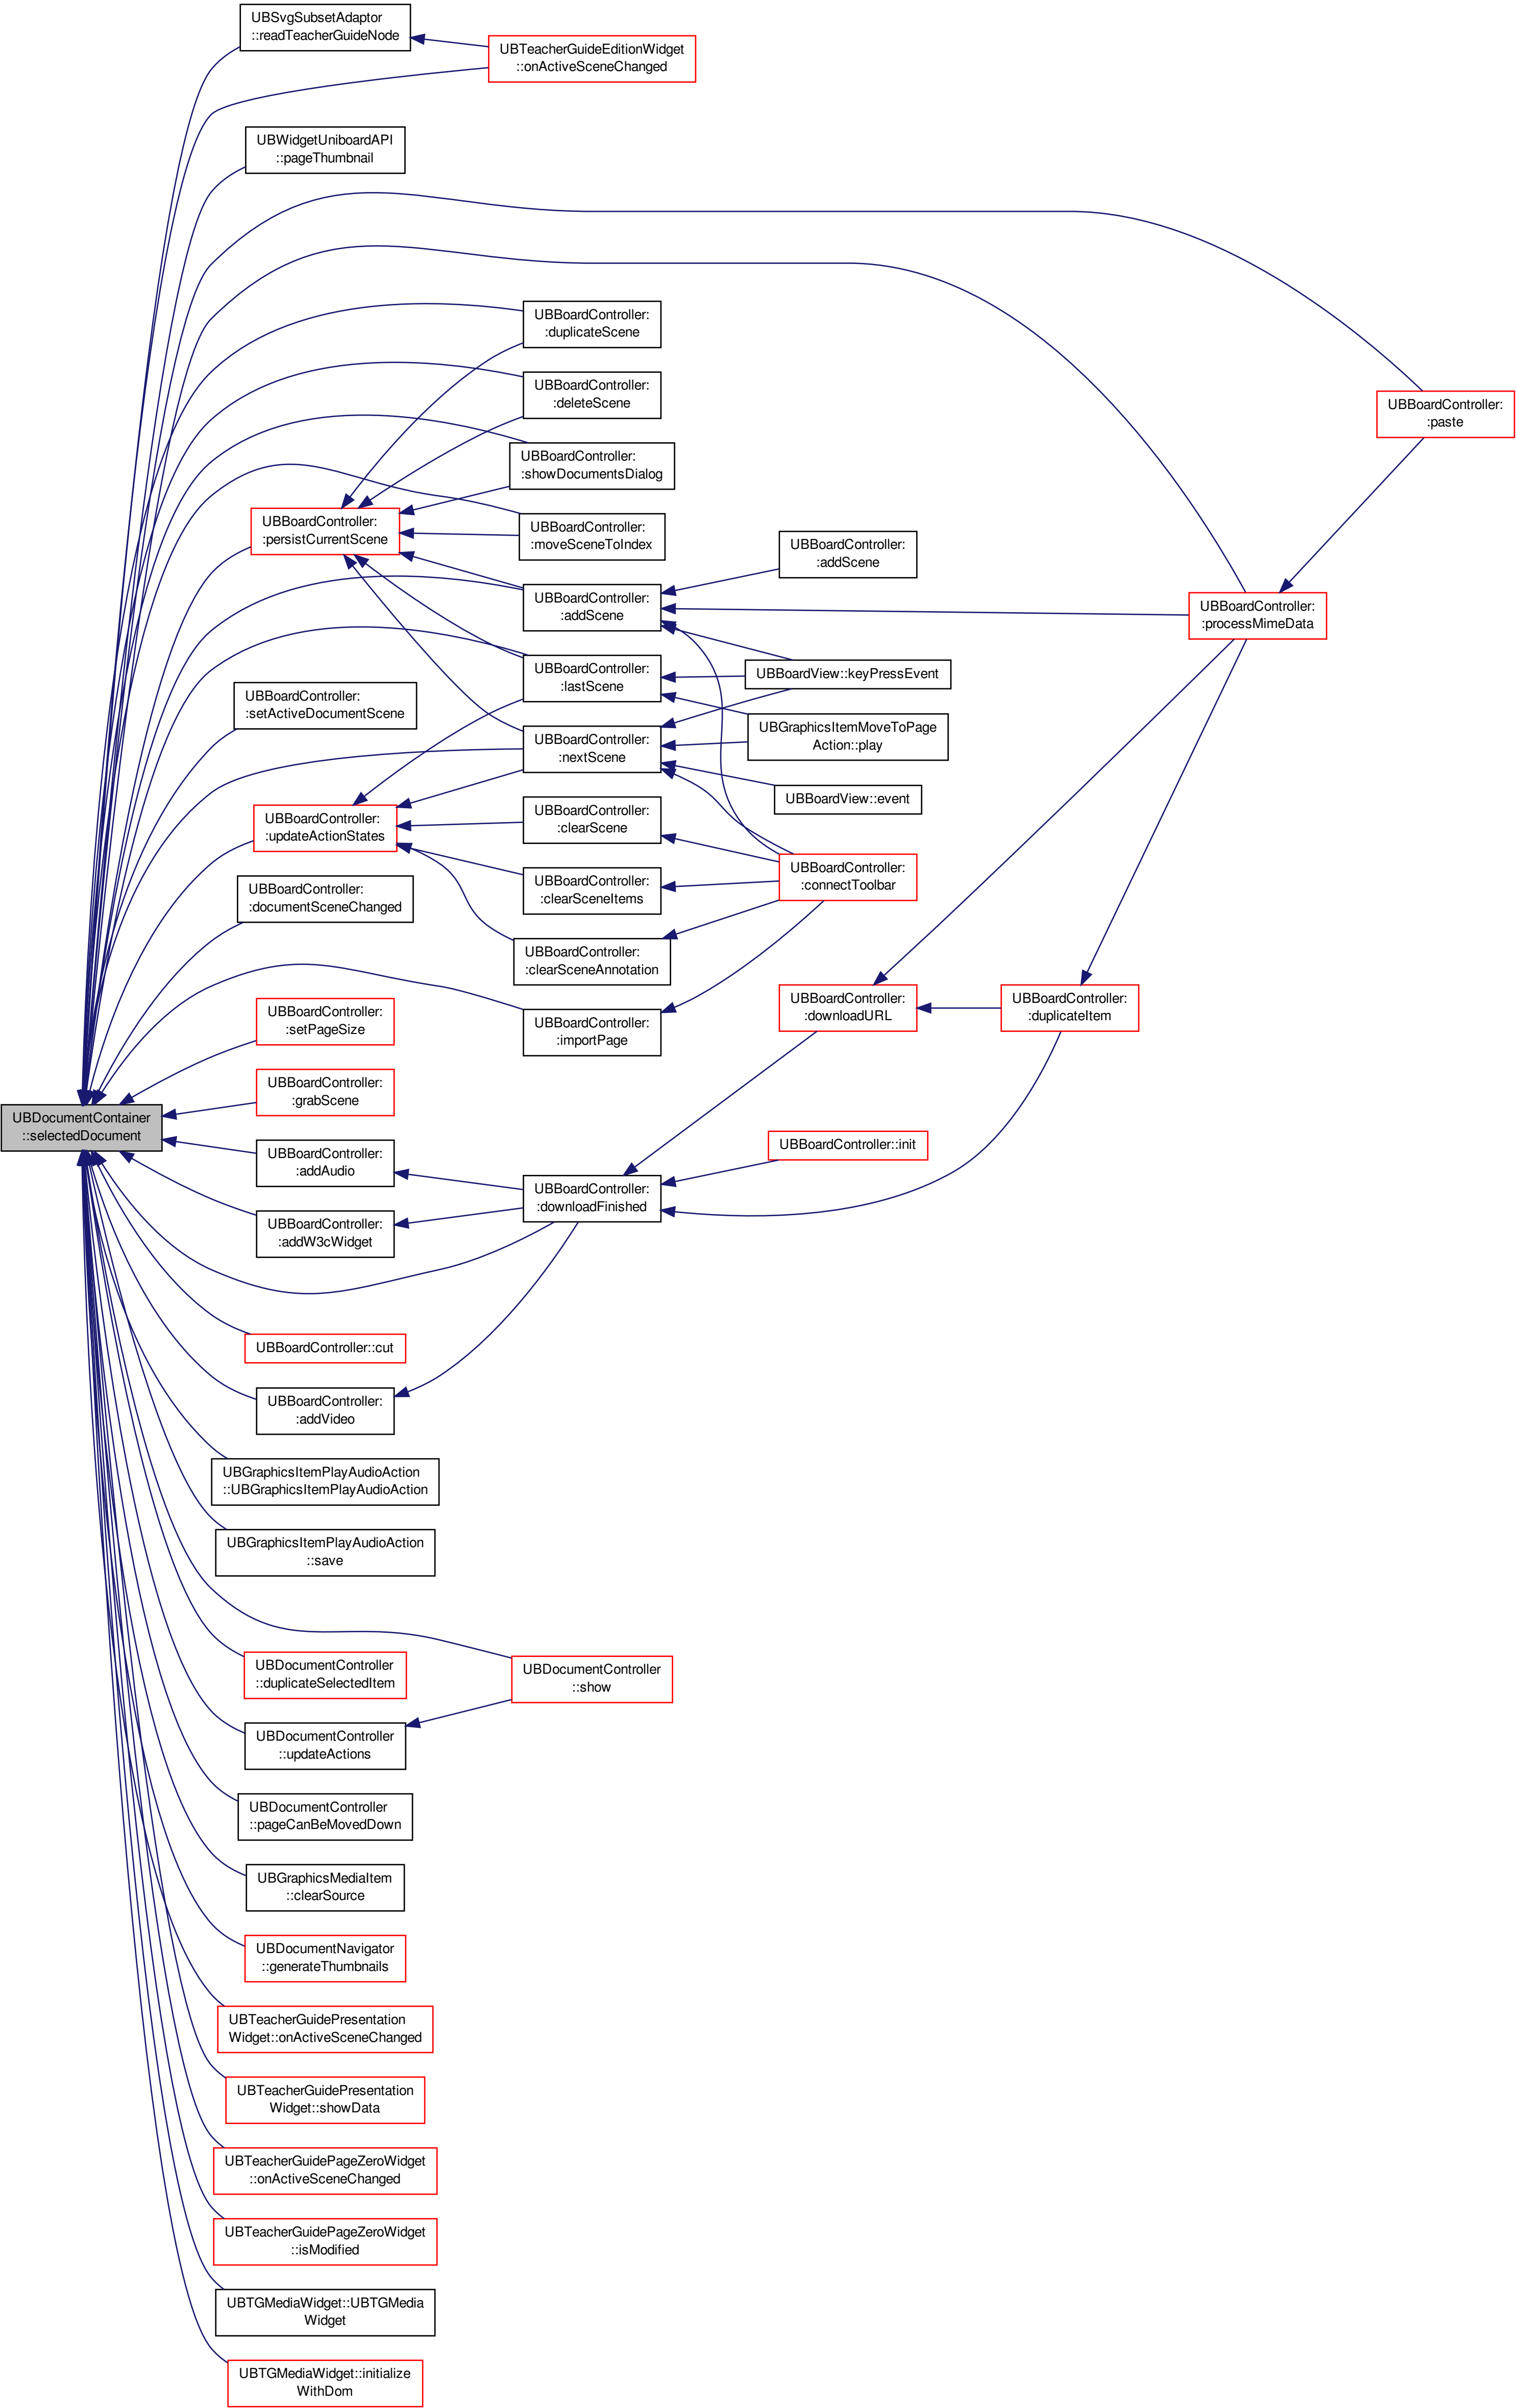 UBSvgSubsetAdaptor
::readTeacherGuideNode
UBTeacherGuideEditionWidget
::onActiveSceneChanged
UBWidgetUniboardAPI
::pageThumbnail
UBBoardController:
:duplicateScene
UBBoardController:
:deleteScene
UBBoardController:
:paste
UBBoardController:
:showDocumentsDialog
UBBoardController:
:persistCurrentScene
UBBoardController:
:moveSceneToIndex
UBBoardController:
:addScene
UBBoardController:
:addScene
UBBoardController:
:processMimeData
UBBoardController:
:lastScene
UBBoardView::keyPressEvent
UBBoardController:
:setActiveDocumentScene
UBGraphicsItemMoveToPage
Action::play
UBBoardController:
:nextScene
UBBoardView::event
UBBoardController:
:updateActionStates
UBBoardController:
:clearScene
UBBoardController:
:connectToolbar
UBBoardController:
:clearSceneItems
UBBoardController:
:documentSceneChanged
UBBoardController:
:clearSceneAnnotation
UBBoardController:
:downloadURL
UBBoardController:
:duplicateItem
UBBoardController:
:setPageSize
UBBoardController:
:importPage
UBBoardController:
:grabScene
UBDocumentContainer
::selectedDocument
UBBoardController::init
UBBoardController:
:addAudio
UBBoardController:
:downloadFinished
UBBoardController:
:addW3cWidget
UBBoardController::cut
UBBoardController:
:addVideo
UBGraphicsItemPlayAudioAction
::UBGraphicsItemPlayAudioAction
UBGraphicsItemPlayAudioAction
::save
UBDocumentController
::duplicateSelectedItem
UBDocumentController
::show
UBDocumentController
::updateActions
UBDocumentController
::pageCanBeMovedDown
UBGraphicsMediaItem
::clearSource
UBDocumentNavigator
::generateThumbnails
UBTeacherGuidePresentation
Widget::onActiveSceneChanged
UBTeacherGuidePresentation
Widget::showData
UBTeacherGuidePageZeroWidget
::onActiveSceneChanged
UBTeacherGuidePageZeroWidget
::isModified
UBTGMediaWidget::UBTGMedia
Widget
UBTGMediaWidget::initialize
WithDom